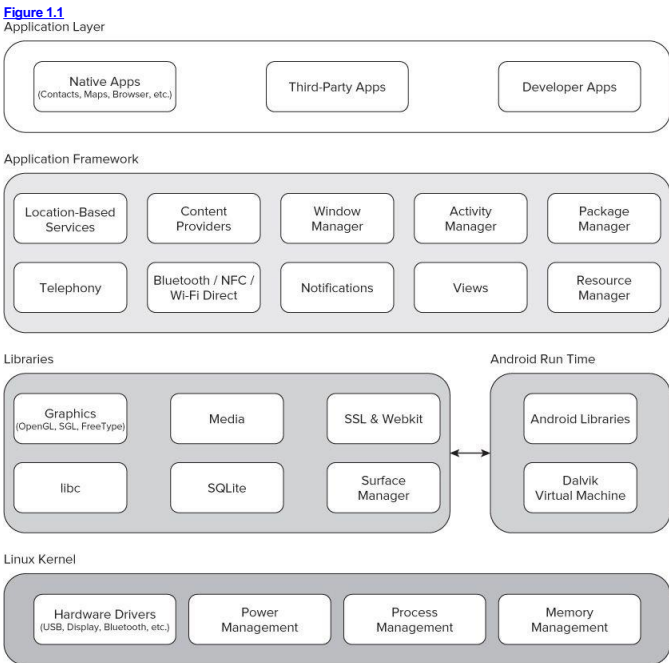 Figure 1.1
Application Layer
Native Apps
(Contacts, Maps, Browser, etc.)
Third-Party Apps
Developer Apps
Application Framework
Location-Based
Services
Content
Providers
Window
Manager
Activity
Manager
Package
Manager
Telephony
Bluetooth / NFC /
Wi-Fi Direct
Notifications
Views
Resource
Manager
Libraries
Graphics
(OpenGL, SGL, FreeType)
Media
SSL & Webkit
libc
SQLite
Surface
Manager
Android Run Time
Android Libraries
Dalvik
Virtual Machine
Linux Kernel
Hardware Drivers
(USB, Display, Bluetooth, etc.)
Power
Management
Process
Management
Memory
Management